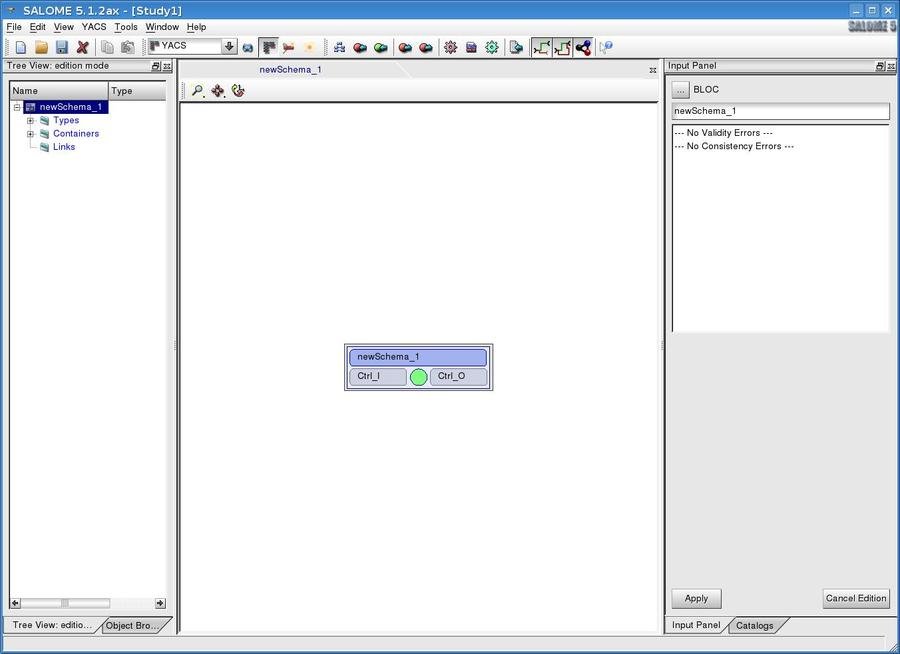 SALOME 5.1.2ax - [Study1]
File Edit View YACS Tools Window Help
SALOME 5
YACS
Tree View: edition mode
Name Type
newSchema_1
Types
Containers
Links
Tree View: editio... Object Bro...
newSchema_1
newSchema_1
Ctrl_I Ctrl_O
Input Panel
... BLOC
newSchema_1
--- No Validity Errors ---
--- No Consistency Errors ---
Apply Cancel Edition
Input Panel Catalogs